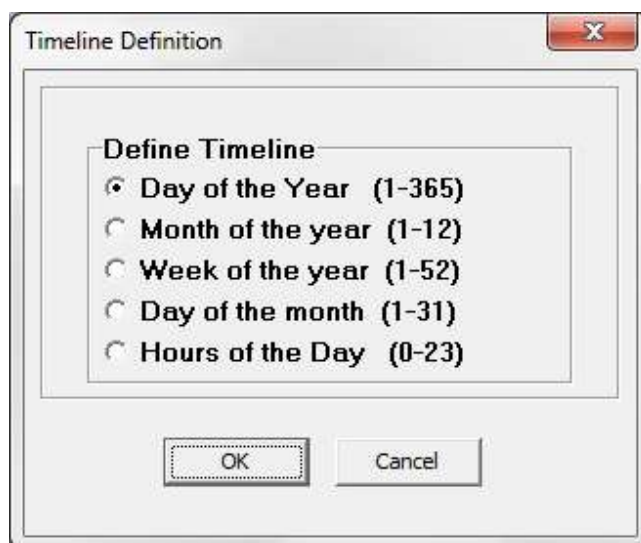 Timeline Definition
Define Timeline
Day of the Year (1-365)
Month of the year (1-12)
Week of the year (1-52)
Day of the month (1-31)
Hours of the Day (0-23)
OK Cancel